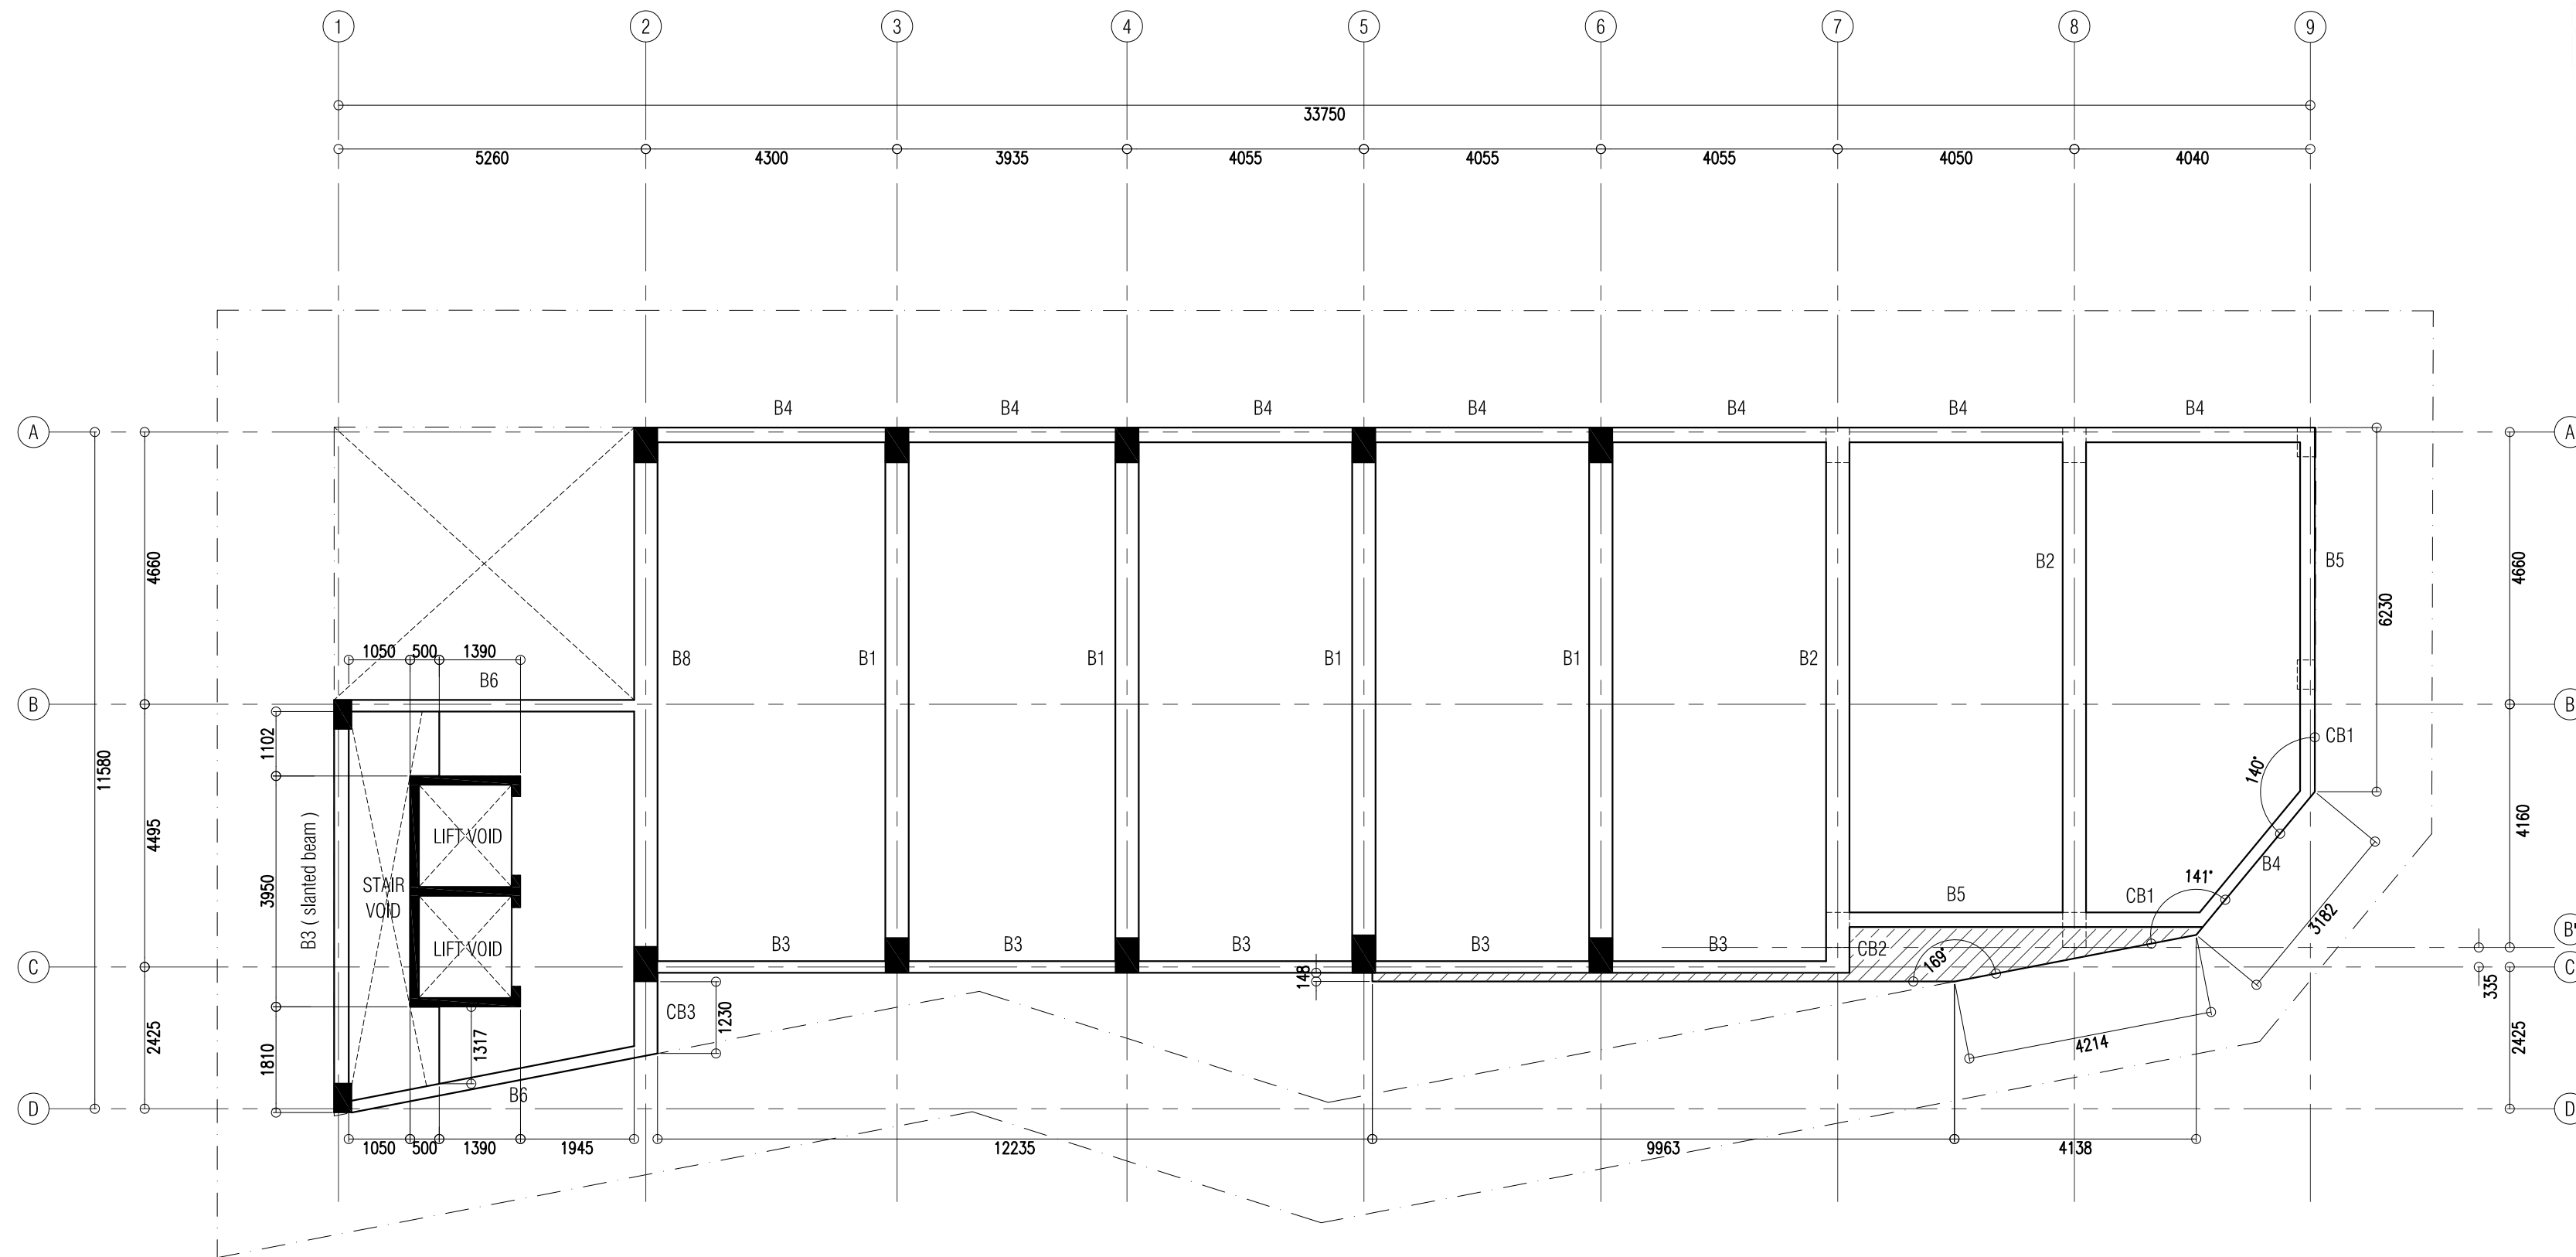 1 2 3 4 5 6 7 8 9
33750
5260 4300 3935 4055 4055 4055 4050 4040
B4 B4 B4 B4 B4 B4 B4
A A
4660 B2 B5 4660
6230
1050 500 1390 B8 B1 B1 B1 B1 B2
B6
B B
1102 CB1
11580 140°
4495 LIFT VOID 4160
B3 ( slanted beam )
3950 STAIR
VOID
141° B4
B5 CB1
3182
LIFT VOID B3 B3 B3 B3 B3 CB2 B'
169°
C C
148 335
CB3 1230
2425 1810 1317 4214 2425
B6
D D
1050 500 1390 1945 12235 9963 4138